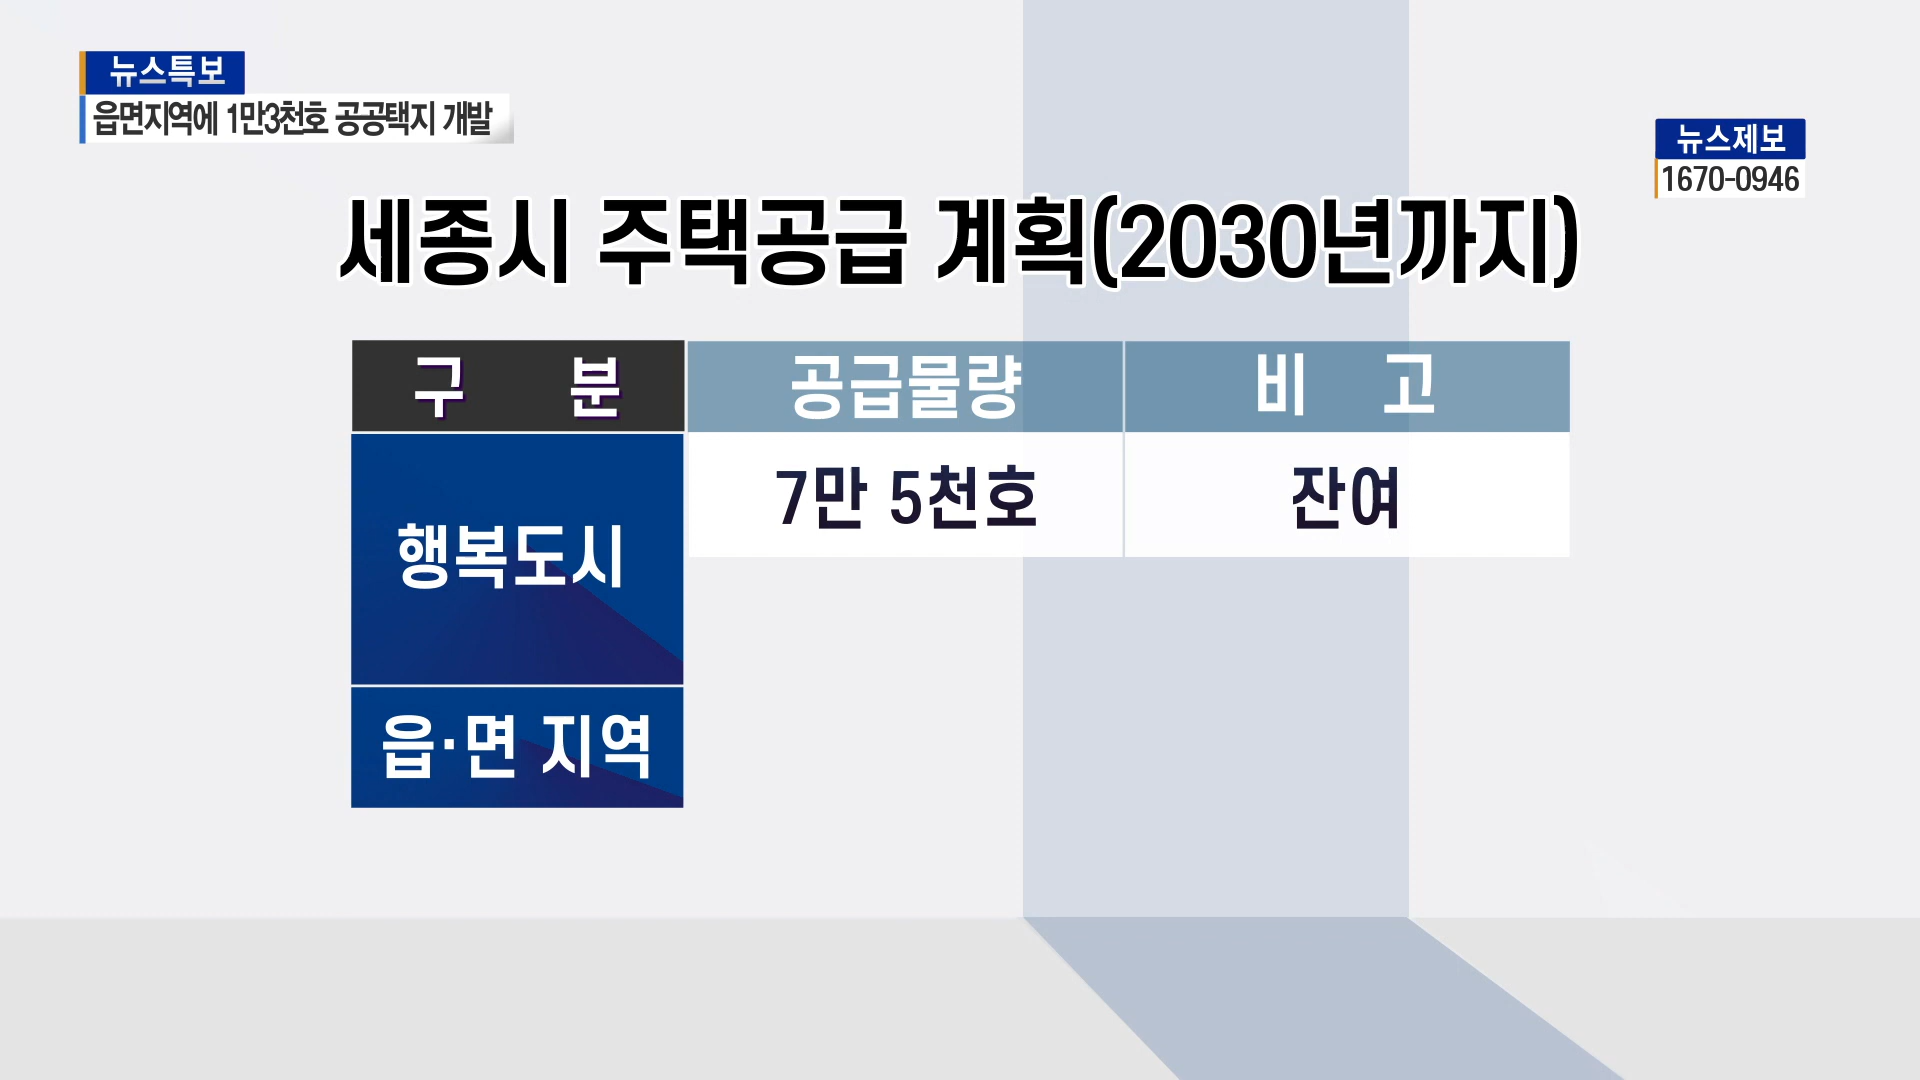 뉴스특보
읍면지역에 1만3천호 공공택지 개발
뉴스제보
1670-0946
세종시 주택공급 계획(2030년까지)
구 분 공급물량 비 고
행복도시 7만 5천호 잔여
읍·면 지역